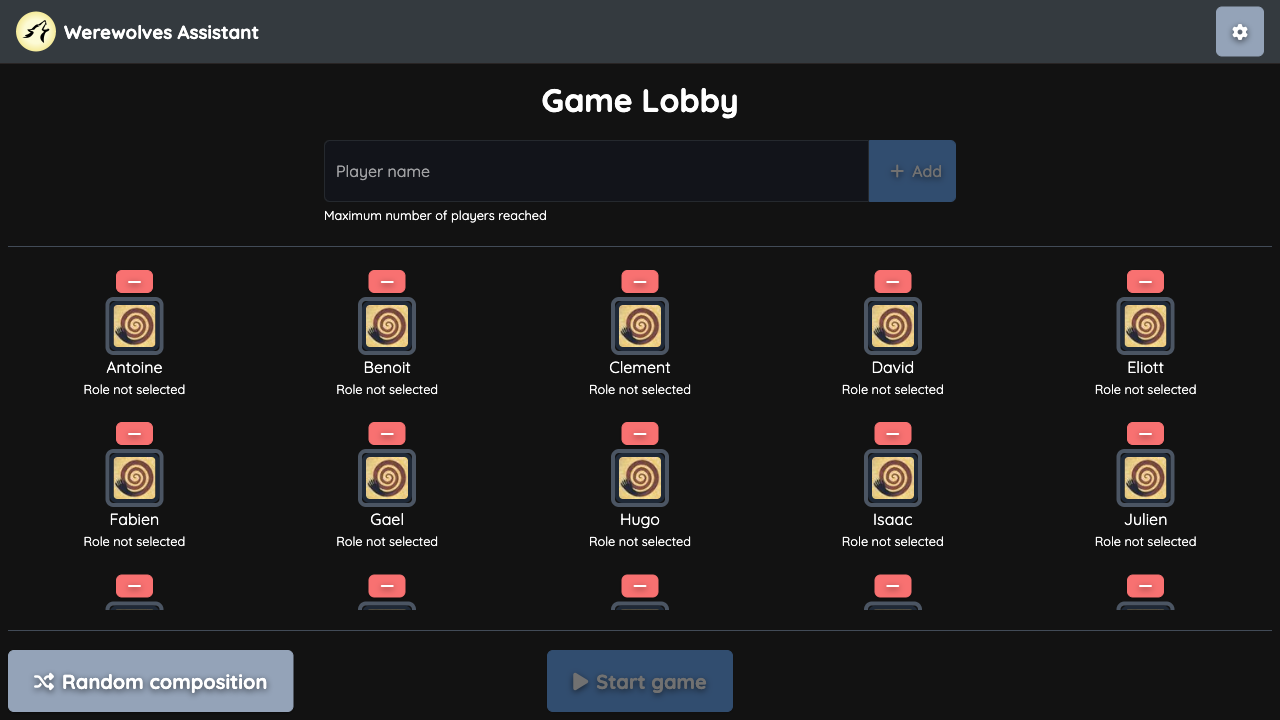 Werewolves Assistant
Game Lobby
Player name
Add
Maximum number of players reached
Antoine
Role not selected
Benoit
Role not selected
Clement
Role not selected
David
Role not selected
Eliott
Role not selected
Fabien
Role not selected
Gael
Role not selected
Hugo
Role not selected
Isaac
Role not selected
Julien
Role not selected
Random composition
Start game